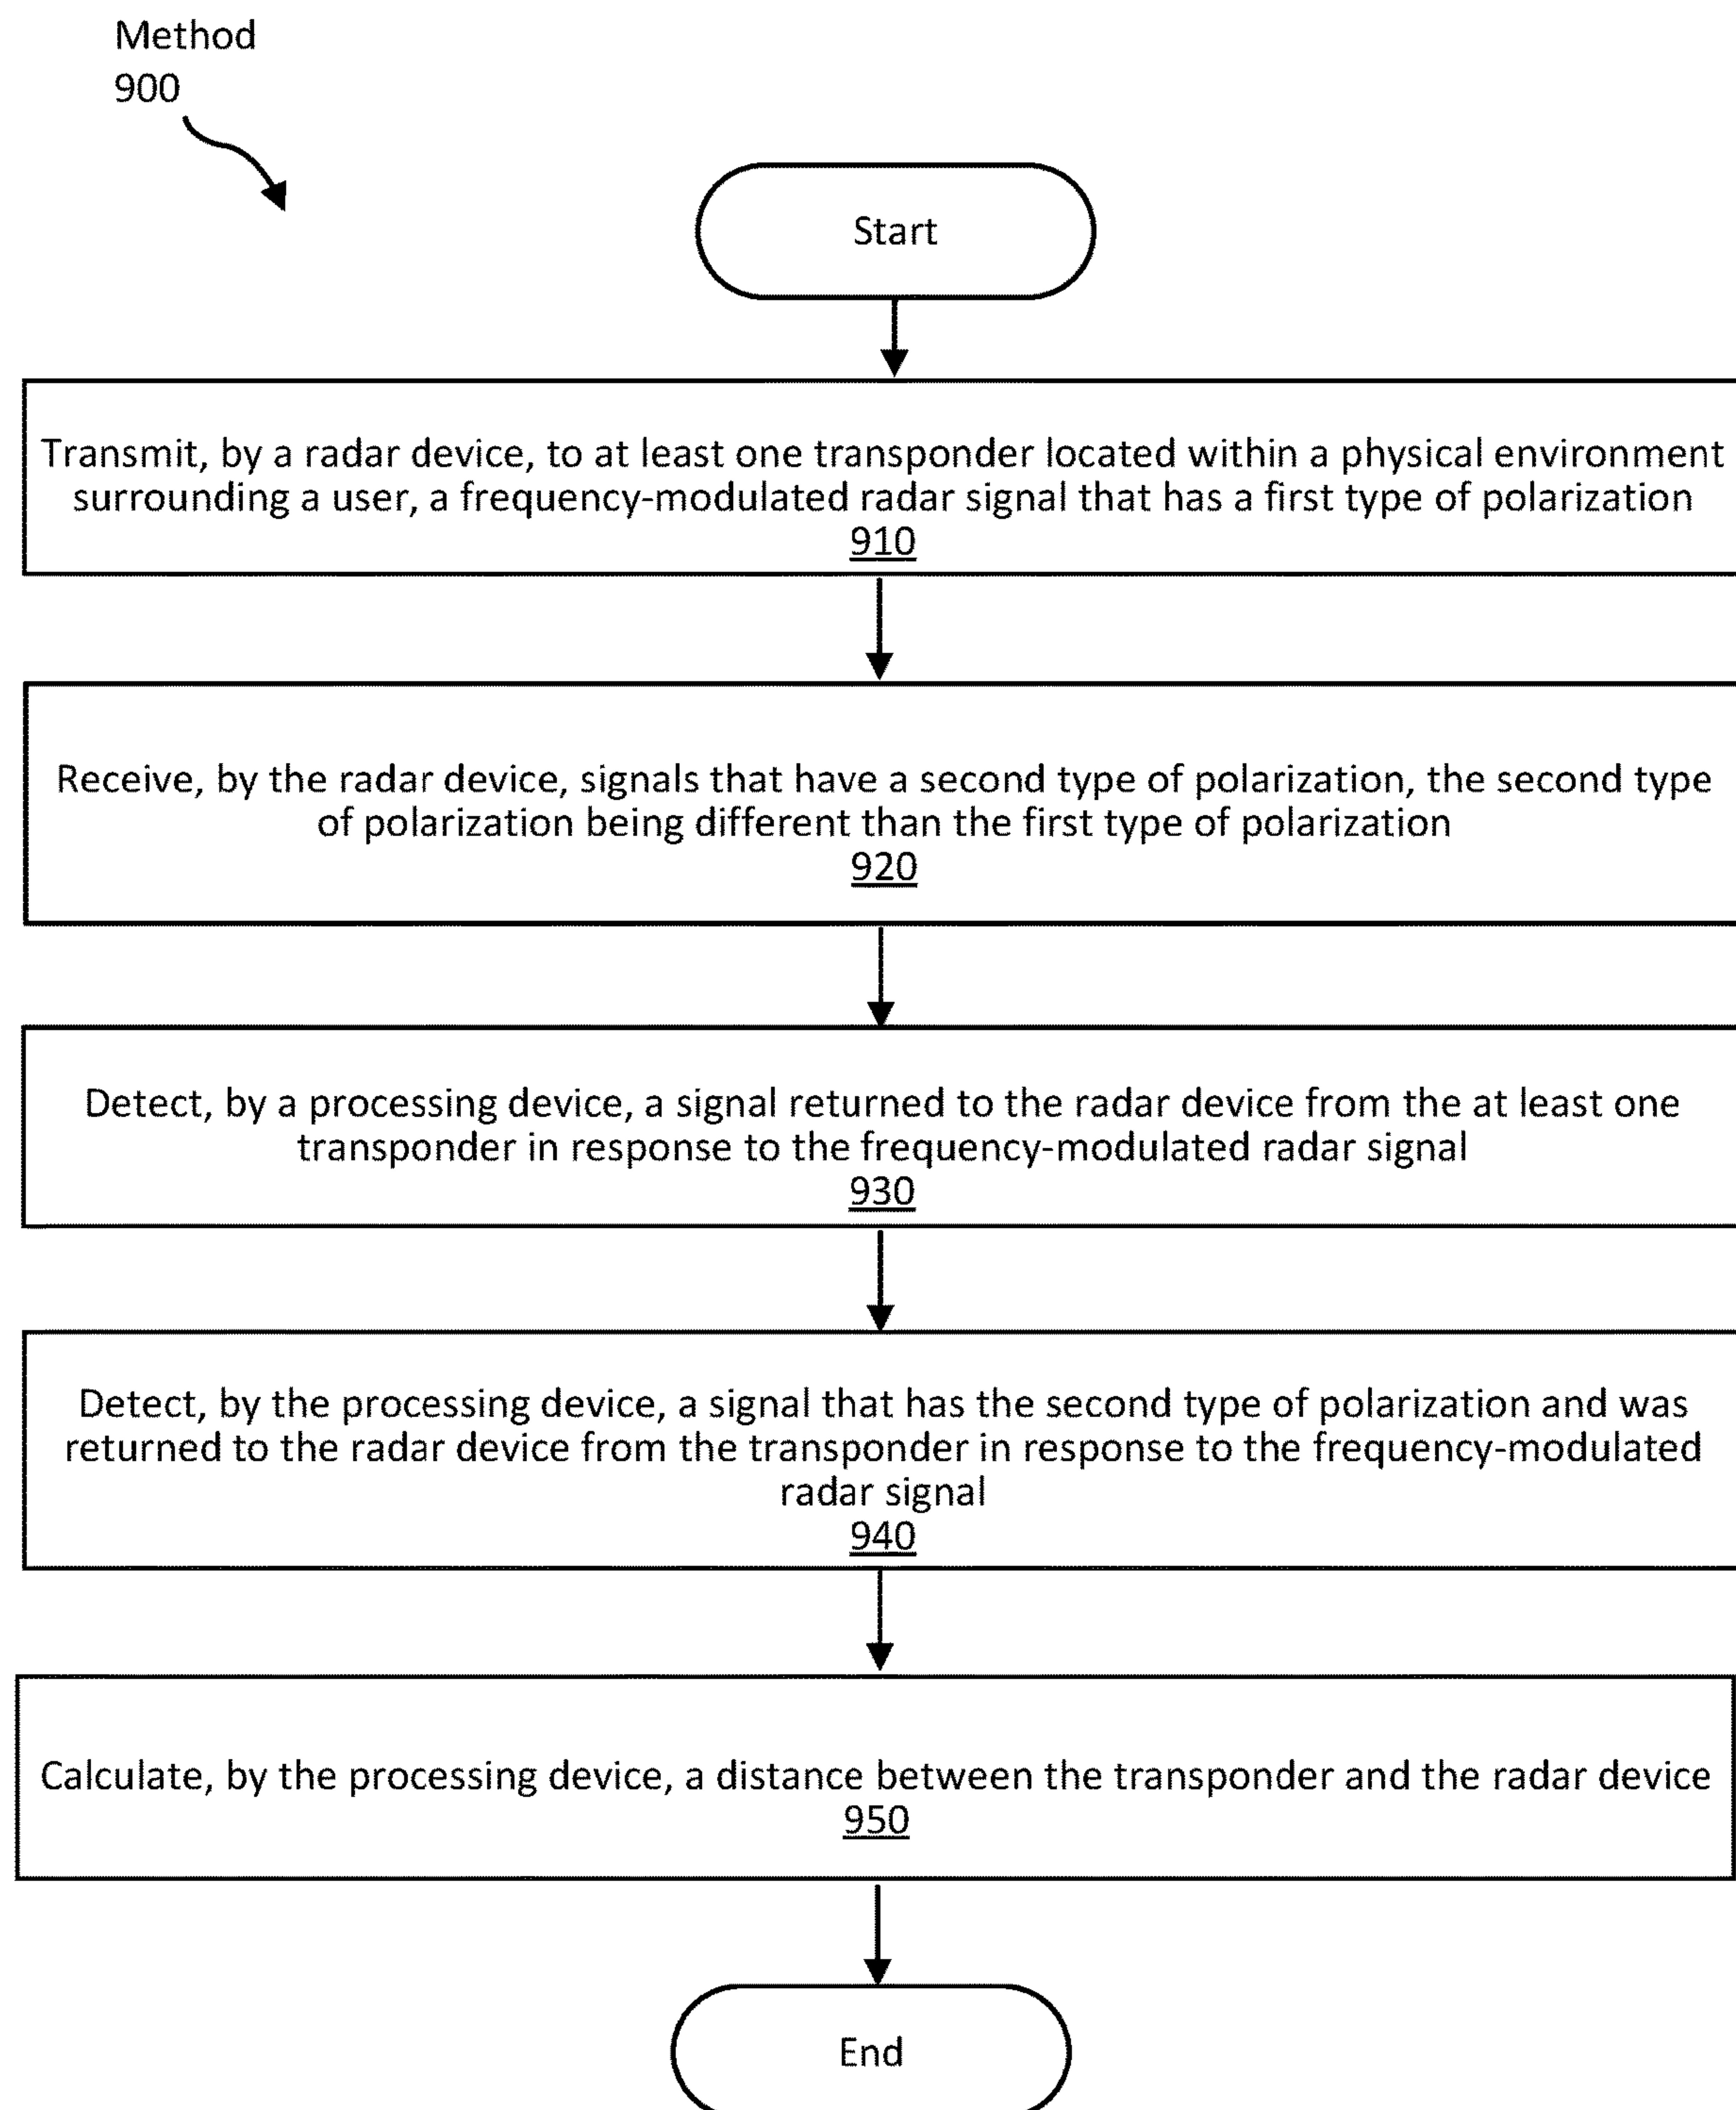 Method
900
Start
Transmit, by a radar device, to at least one transponder located within a physical environment
surrounding a user, a frequency-modulated radar signal that has a first type of polarization
910
Receive, by the radar device, signals that have a second type of polarization, the second type
of polarization being different than the first type of polarization
920
Detect, by a processing device, a signal returned to the radar device from the at least one
transponder in response to the frequency-modulated radar signal
930
Detect, by the processing device, a signal that has the second type of polarization and was
returned to the radar device from the transponder in response to the frequency-modulated
radar signal
940
Calculate, by the processing device, a distance between the transponder and the radar device
950
End